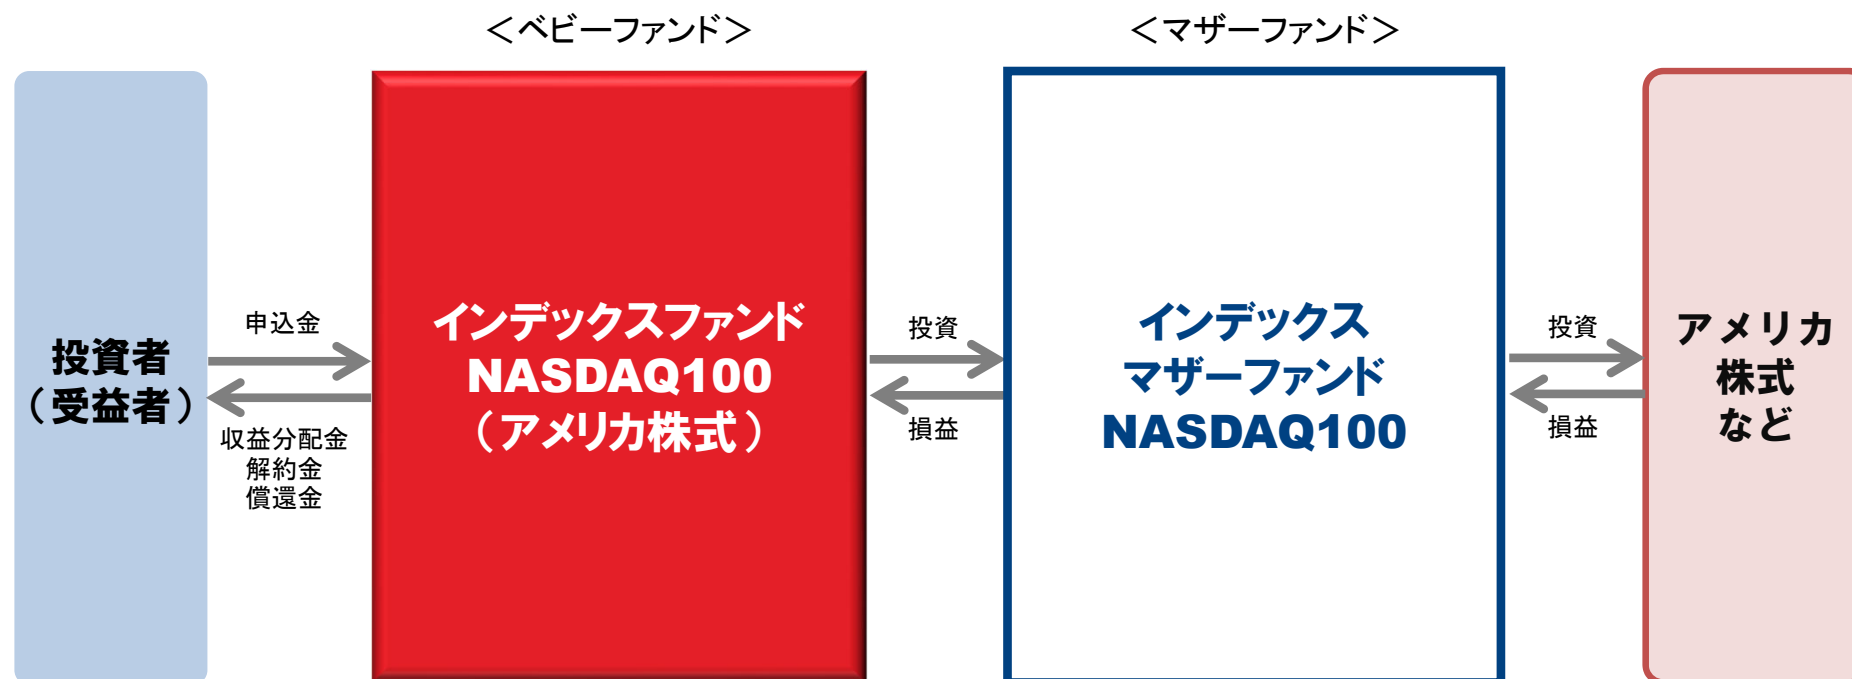 ＜ベビーファンド＞
＜マザーファンド＞
投資者
（受益者）
申込金
収益分配金
解約金
償還金
インデックスファンド
NASDAQ100
（アメリカ株式）
投資
損益
インデックス
マザーファンド
NASDAQ100
投資
損益
アメリカ
株式
など